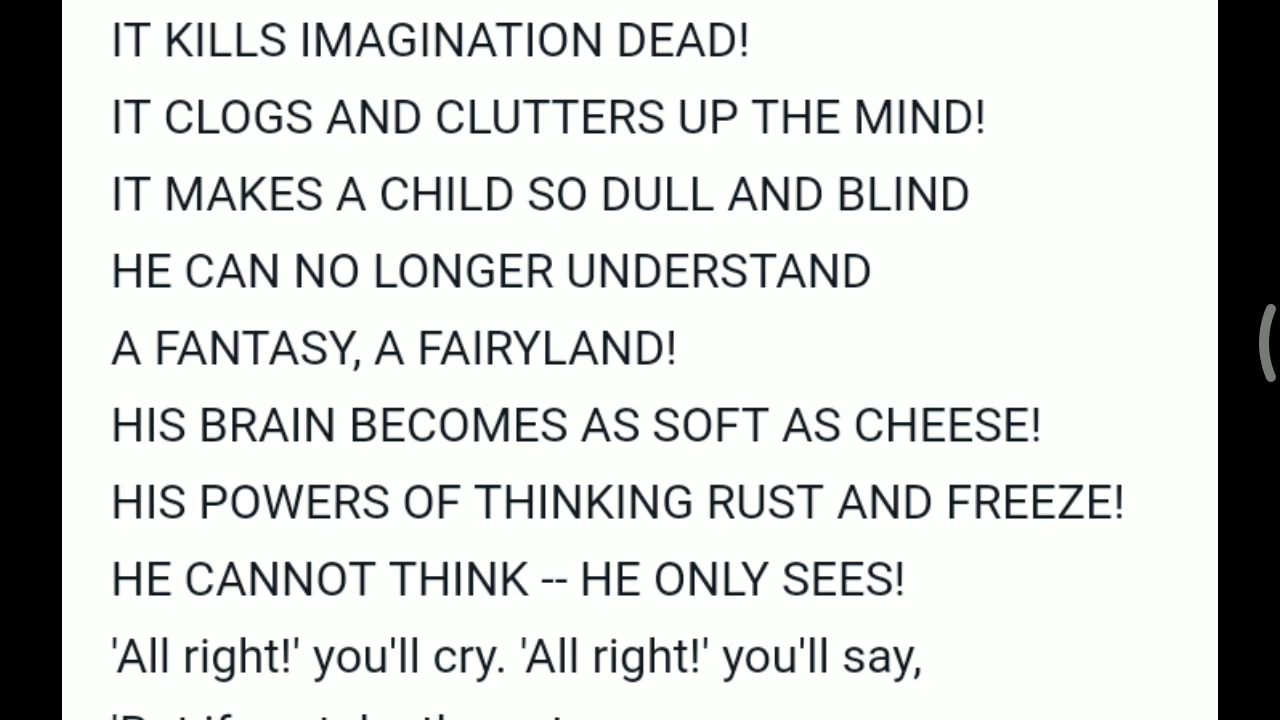 IT KILLS IMAGINATION DEAD!
IT CLOGS AND CLUTTERS UP THE MIND!
IT MAKES A CHILD SO DULL AND BLIND
HE CAN NO LONGER UNDERSTAND
A FANTASY, A FAIRYLAND!
HIS BRAIN BECOMES AS SOFT AS CHEESE!
HIS POWERS OF THINKING RUST AND FREEZE!
HE CANNOT THINK -- HE ONLY SEES!
'All right!' you'll cry. 'All right!' you'll say,